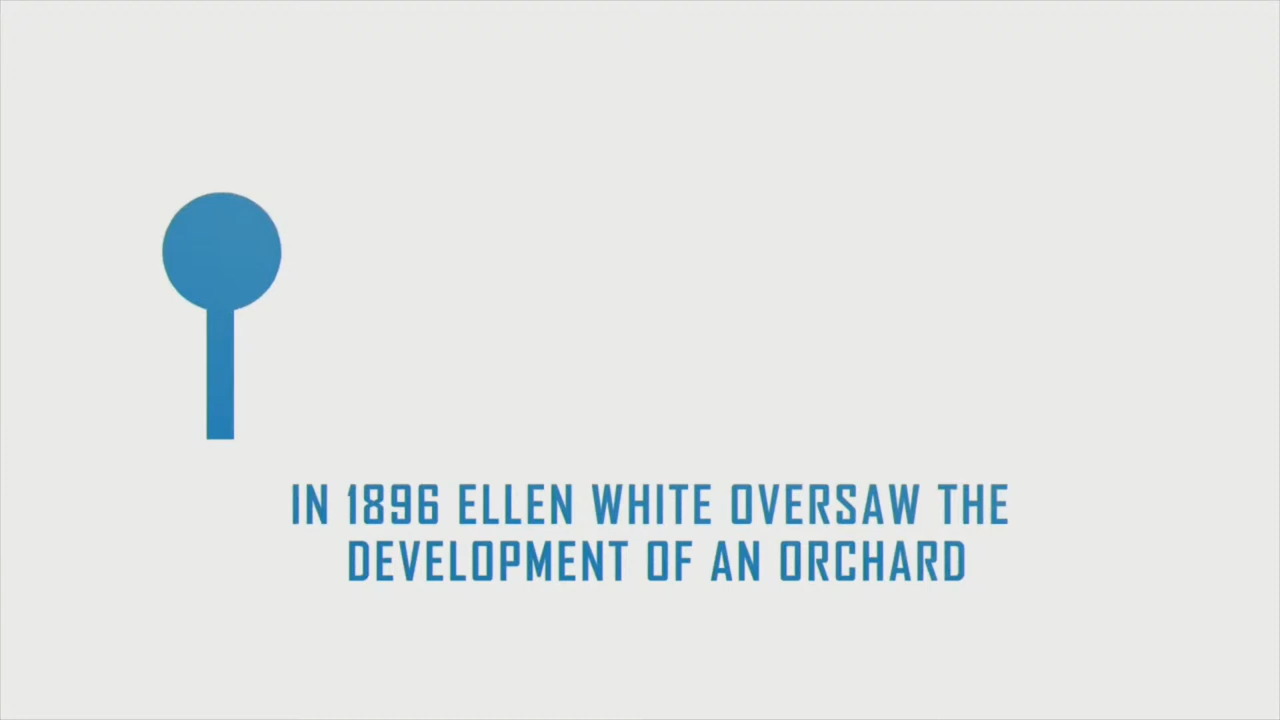 IN 1896 ELLEN WHITE OVERSAW THE
DEVELOPMENT OF AN ORCHARD